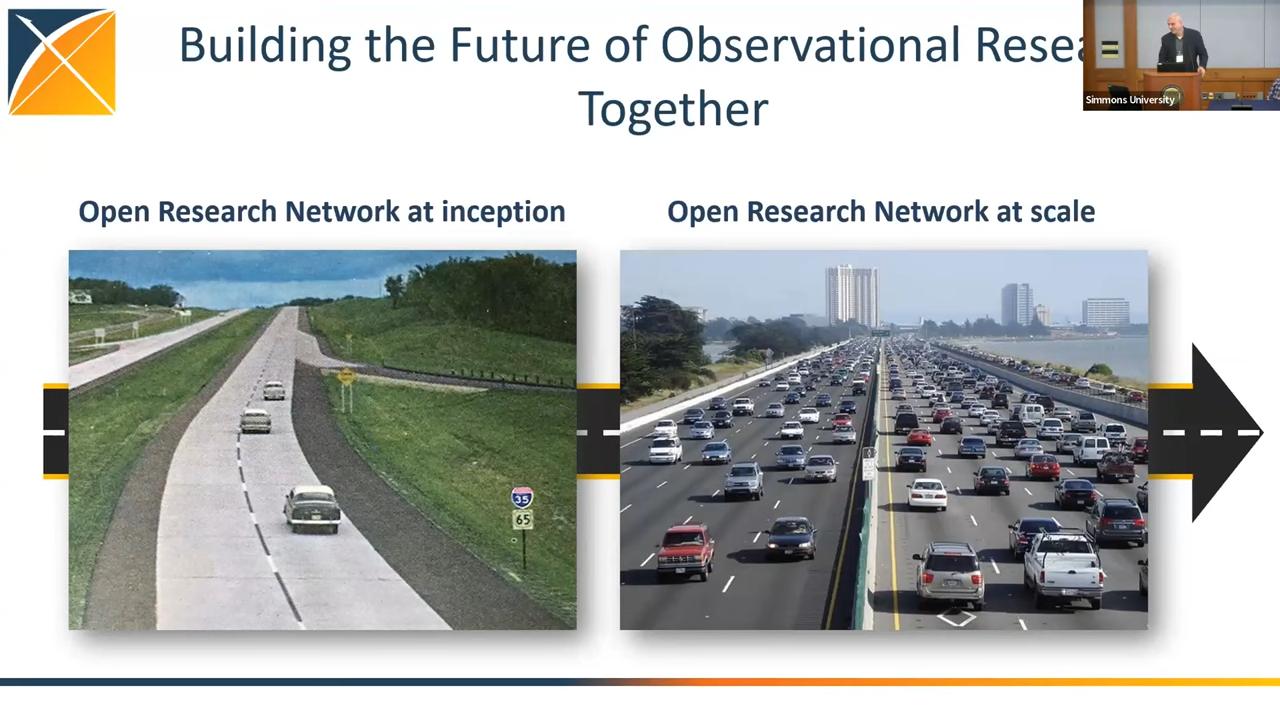 Building the Future of Observational Resea
Together
Simmons University
Open Research Network at inception
Open Research Network at scale
35
65